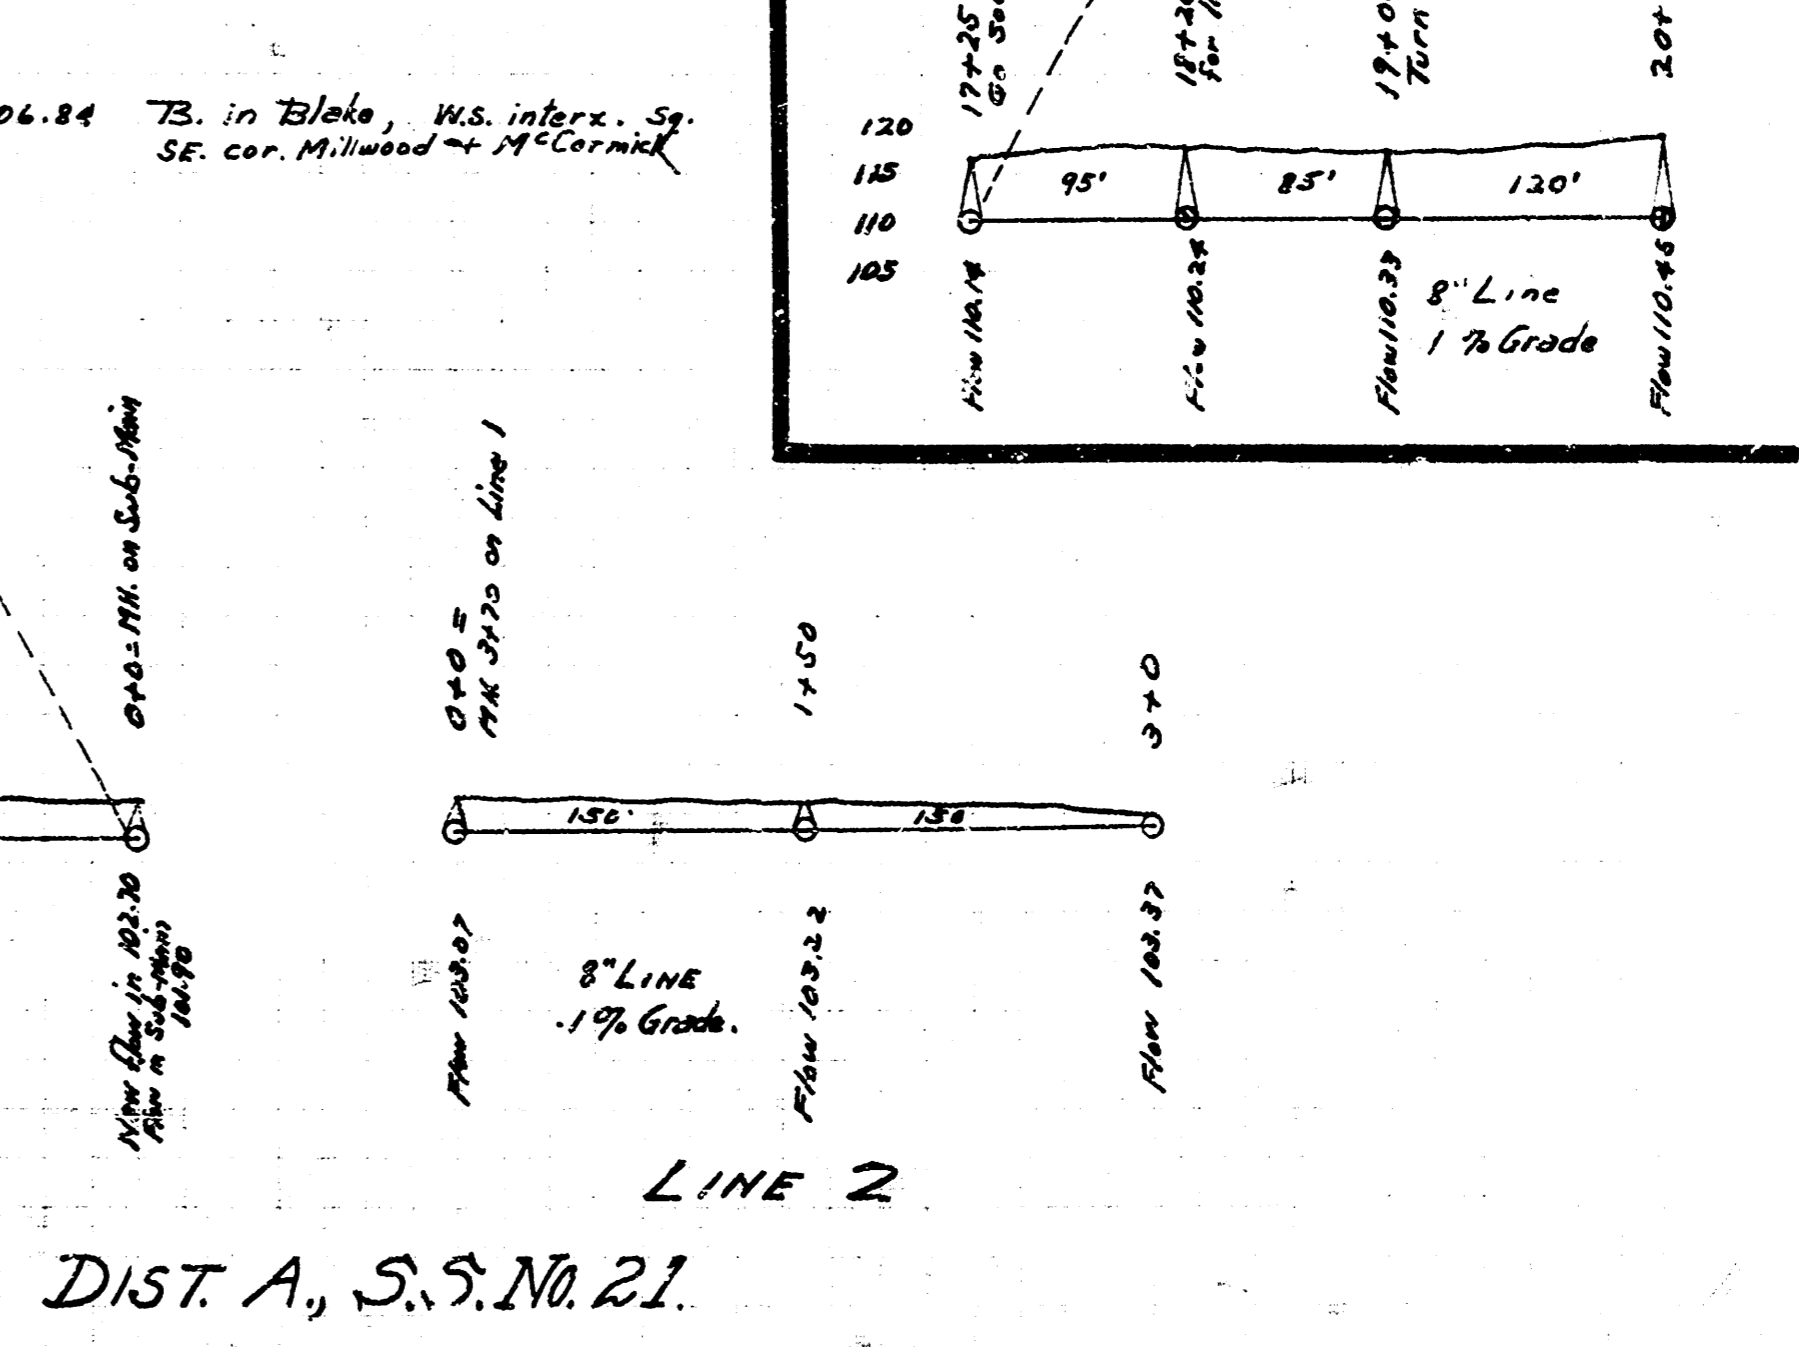 06.84 B. in Blake, W.S. interx. Sq.
SE. cor. Millwood + McCormick
17+25
Go So
18+20
for
19+0
Turn
20+
120
115
110
105
95'
85'
120'
Flow 110.14
Flow 110.24
Flow 110.33
Flow 110.45
8" Line
1 % Grade
0+0 = MH. on Sub-Main
0+0 =
MH 3+70 on Line 1
1+50
3+0
150'
150
New flow in 102.70
Flow in Sub-Main
101.90
Flow 103.07
8" LINE
.1% Grade.
Flow 103.22
Flow 103.37
LINE 2
DIST. A., S.S. No. 21.